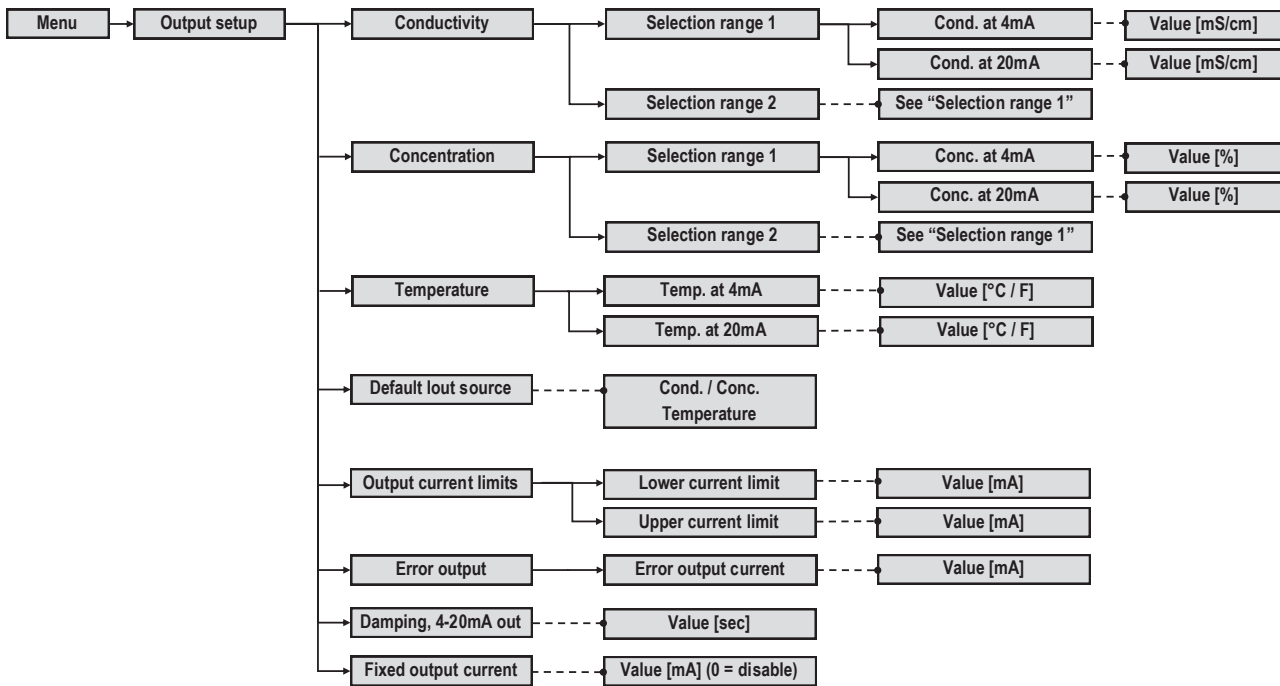 Menu
Output setup
Conductivity
Selection range 1
Cond. at 4mA
Value [mS/cm]
Cond. at 20mA
Value [mS/cm]
Selection range 2
See “Selection range 1”
Concentration
Selection range 1
Conc. at 4mA
Value [%]
Conc. at 20mA
Value [%]
Selection range 2
See “Selection range 1”
Temperature
Temp. at 4mA
Value [°C / F]
Temp. at 20mA
Value [°C / F]
Default Iout source
Cond. / Conc.
Temperature
Output current limits
Lower current limit
Value [mA]
Upper current limit
Value [mA]
Error output
Error output current
Value [mA]
Damping, 4-20mA out
Value [sec]
Fixed output current
Value [mA] (0 = disable)